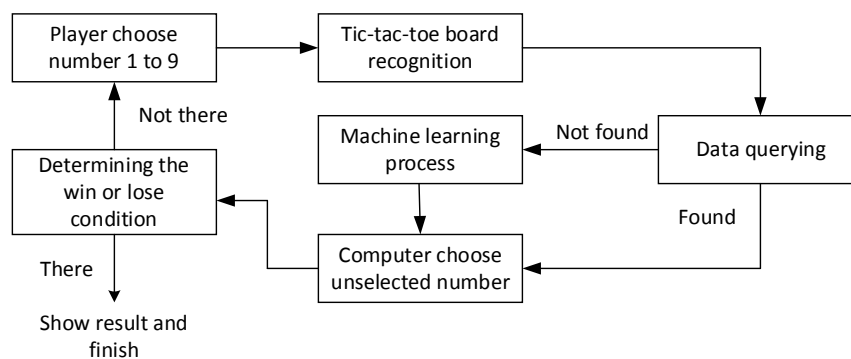 Player choose
number 1 to 9
Tic-tac-toe board
recognition
Not there
Machine learning
process
Not found
Data querying
Determining the
win or lose
condition
Found
There
Computer choose
unselected number
Show result and
finish